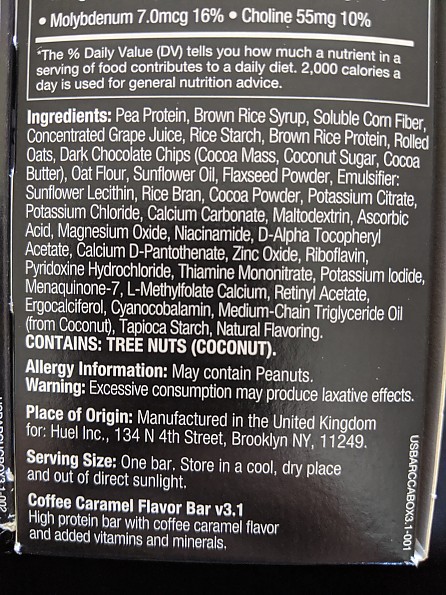 • Molybdenum 7.0mcg 16% • Choline 55mg 10%
*The % Daily Value (DV) tells you how much a nutrient in a
serving of food contributes to a daily diet. 2,000 calories a
day is used for general nutrition advice.
Ingredients: Pea Protein, Brown Rice Syrup, Soluble Corn Fiber,
Concentrated Grape Juice, Rice Starch, Brown Rice Protein, Rolled
Oats, Dark Chocolate Chips (Cocoa Mass, Coconut Sugar, Cocoa
Butter), Oat Flour, Sunflower Oil, Flaxseed Powder, Emulsifier:
Sunflower Lecithin, Rice Bran, Cocoa Powder, Potassium Citrate,
Potassium Chloride, Calcium Carbonate, Maltodextrin, Ascorbic
Acid, Magnesium Oxide, Niacinamide, D-Alpha Tocopheryl
Acetate, Calcium D-Pantothenate, Zinc Oxide, Riboflavin,
Pyridoxine Hydrochloride, Thiamine Mononitrate, Potassium Iodide,
Menaquinone-7, L-Methylfolate Calcium, Retinyl Acetate,
Ergocalciferol, Cyanocobalamin, Medium-Chain Triglyceride Oil
(from Coconut), Tapioca Starch, Natural Flavoring.
CONTAINS: TREE NUTS (COCONUT).
Allergy Information: May contain Peanuts.
Warning: Excessive consumption may produce laxative effects.
Place of Origin: Manufactured in the United Kingdom
for: Huel Inc., 134 N 4th Street, Brooklyn NY, 11249.
Serving Size: One bar. Store in a cool, dry place
and out of direct sunlight.
Coffee Caramel Flavor Bar v3.1
High protein bar with coffee caramel flavor
and added vitamins and minerals.
USBARCCABOX3.1-001